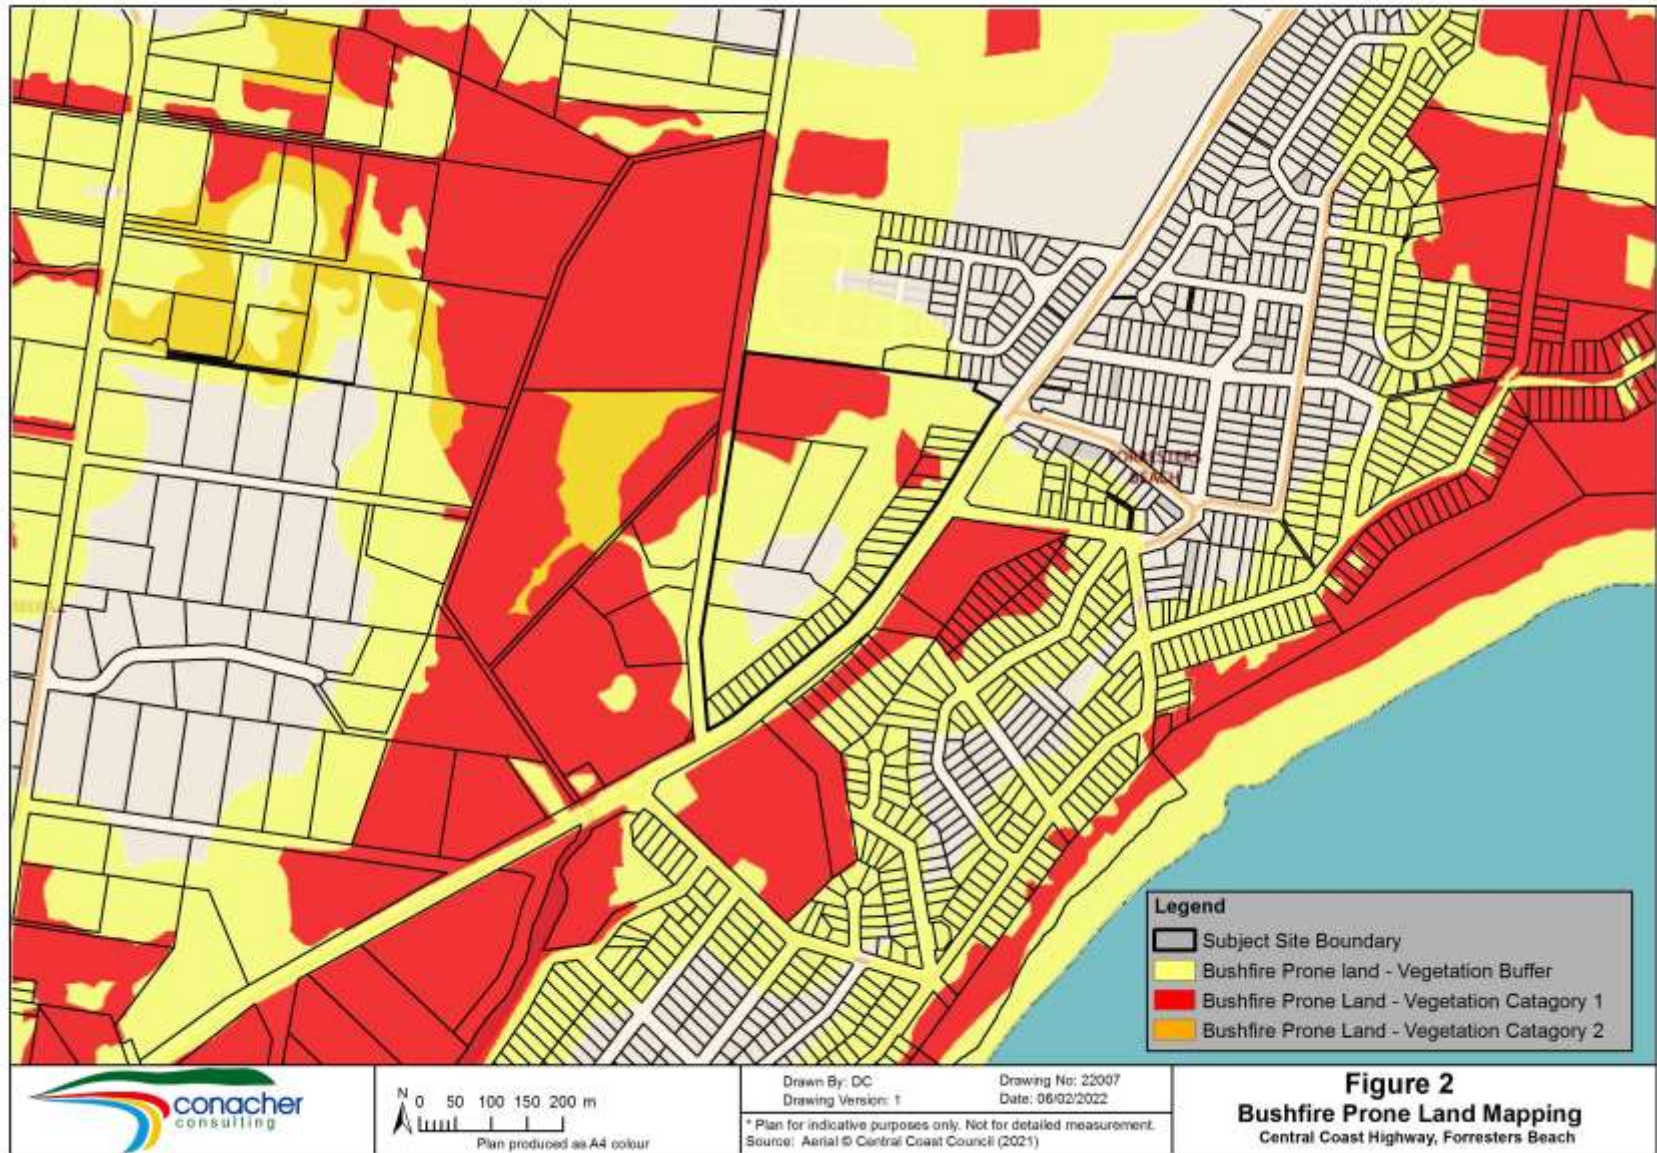 FORRESTERS
BEACH
Legend
Subject Site Boundary
Bushfire Prone land - Vegetation Buffer
Bushfire Prone Land - Vegetation Catagory 1
Bushfire Prone Land - Vegetation Catagory 2
conacher
consulting
N
0 50 100 150 200 m
Plan produced as A4 colour
Drawn By: DC
Drawing Version: 1
Drawing No: 22007
Date: 06/02/2022
* Plan for indicative purposes only. Not for detailed measurement.
Source: Aerial © Central Coast Council (2021)
Figure 2
Bushfire Prone Land Mapping
Central Coast Highway, Forresters Beach